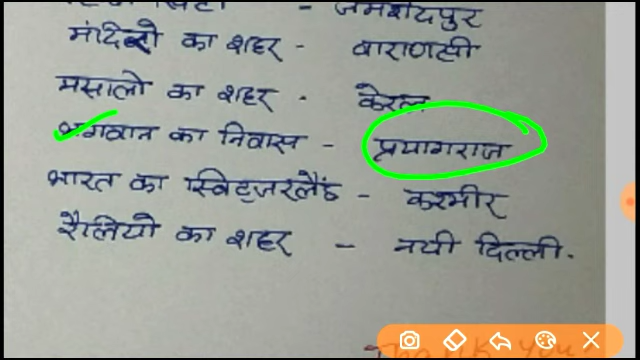 - जमशेदपुर
मंदिरो का शहर - वाराणसी
मसालो का शहर - केरल
भगवान का निवास - प्रयागराज
भारत का स्विट्जरलैंड - कश्मीर
रैलियो का शहर - नयी दिल्ली.